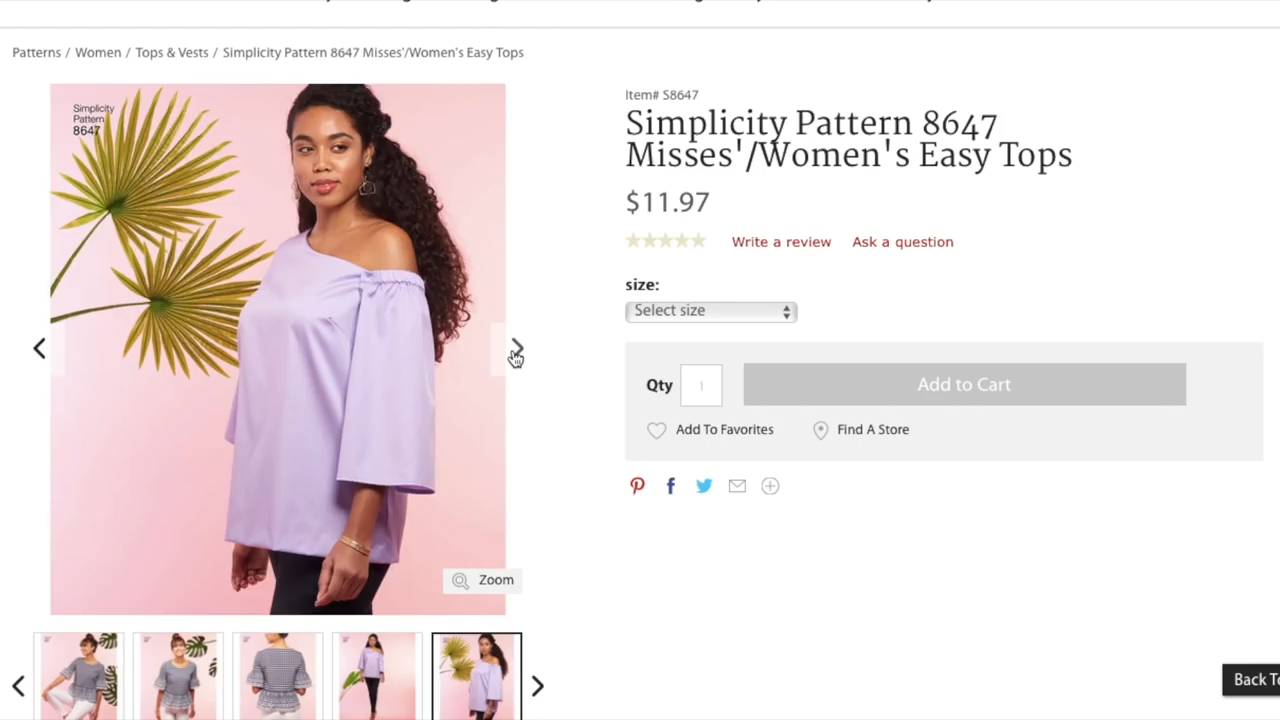 Patterns / Women / Tops & Vests / Simplicity Pattern 8647 Misses'/Women's Easy Tops
Simplicity
Pattern
8647
Item# S8647
Simplicity Pattern 8647
Misses'/Women's Easy Tops
$11.97
Write a review Ask a question
size:
Select size
Qty 1 Add to Cart
Add To Favorites Find A Store
Zoom